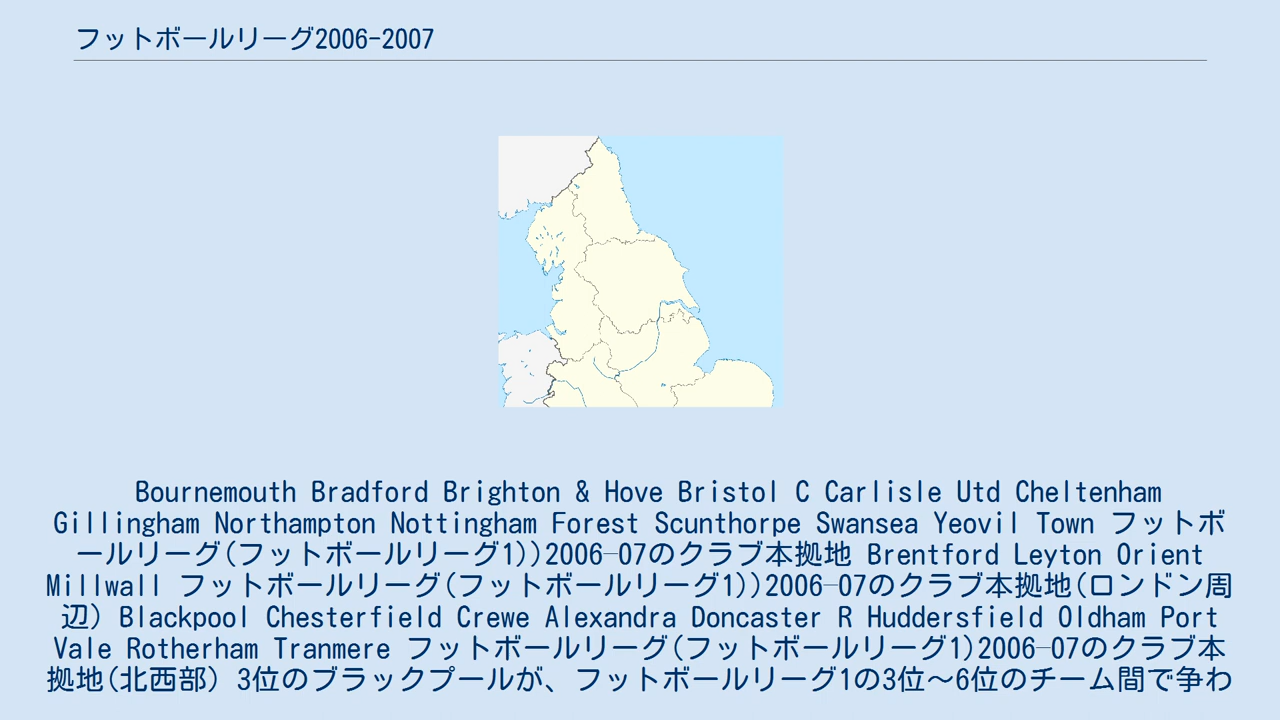 フットボールリーグ2006-2007
Bournemouth Bradford Brighton & Hove Bristol C Carlisle Utd Cheltenham
Gillingham Northampton Nottingham Forest Scunthorpe Swansea Yeovil Town フットボ
ールリーグ(フットボールリーグ1))2006–07のクラブ本拠地 Brentford Leyton Orient
Millwall フットボールリーグ(フットボールリーグ1))2006–07のクラブ本拠地(ロンドン周
辺) Blackpool Chesterfield Crewe Alexandra Doncaster R Huddersfield Oldham Port
Vale Rotherham Tranmere フットボールリーグ(フットボールリーグ1)2006–07のクラブ本
拠地(北西部) 3位のブラックプールが、フットボールリーグ1の3位〜6位のチーム間で争わ